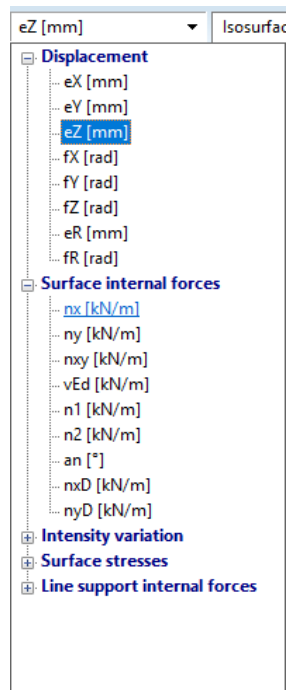 eZ [mm] Isosurfac
Displacement
eX [mm]
eY [mm]
eZ [mm]
fX [rad]
fY [rad]
fZ [rad]
eR [mm]
fR [rad]
Surface internal forces
nx [kN/m]
ny [kN/m]
nxy [kN/m]
vEd [kN/m]
n1 [kN/m]
n2 [kN/m]
an [°]
nxD [kN/m]
nyD [kN/m]
Intensity variation
Surface stresses
Line support internal forces